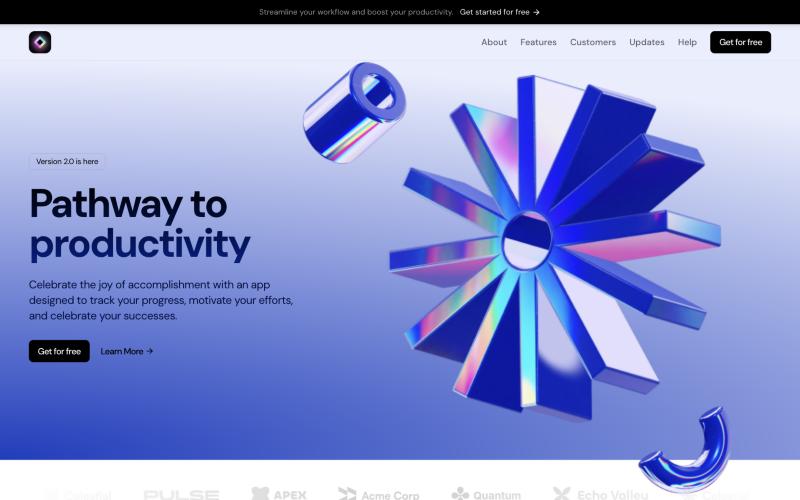 Streamline your workflow and boost your productivity. Get started for free →
About Features Customers Updates Help Get for free
Version 2.0 is here
Pathway to
productivity
Celebrate the joy of accomplishment with an app
designed to track your progress, motivate your efforts,
and celebrate your successes.
Get for free Learn More →
Celestial PULSE APEX Acme Corp Quantum Echo Valley Celestial